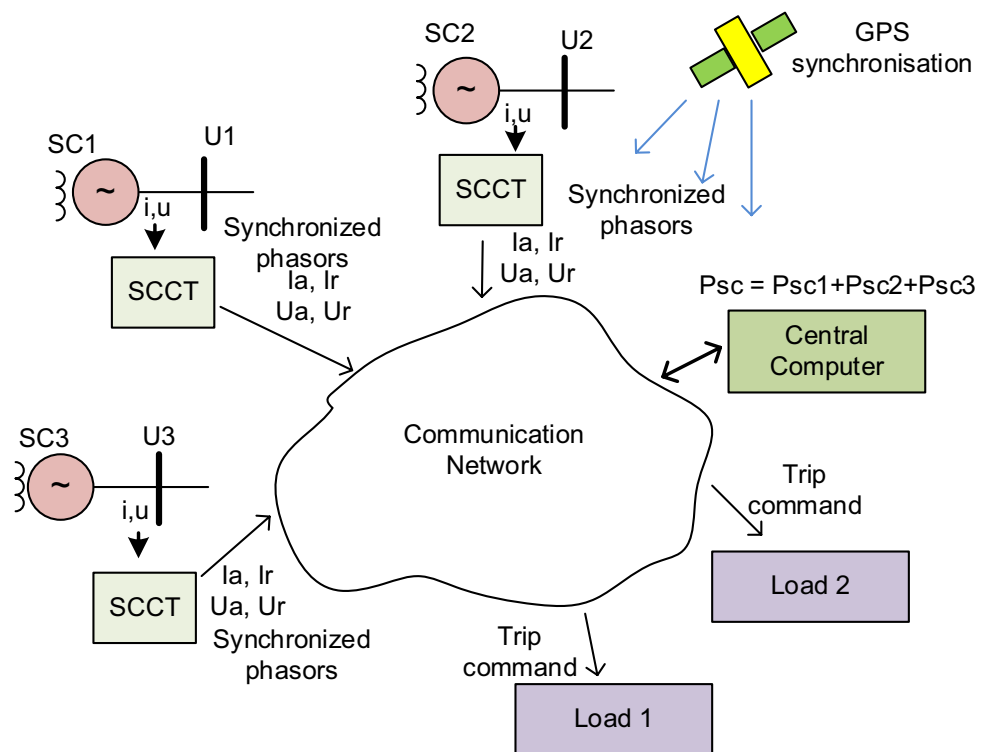 SC2
U2
~
i,u
SCCT
Ia, Ir
Ua, Ur
GPS
synchronisation
Synchronized
phasors
SC1
U1
~
i,u
SCCT
Synchronized
phasors
Ia, Ir
Ua, Ur
Psc = Psc1+Psc2+Psc3
Central
Computer
SC3
U3
~
i,u
SCCT
Ia, Ir
Ua, Ur
Synchronized
phasors
Communication
Network
Trip
command
Load 2
Trip
command
Load 1